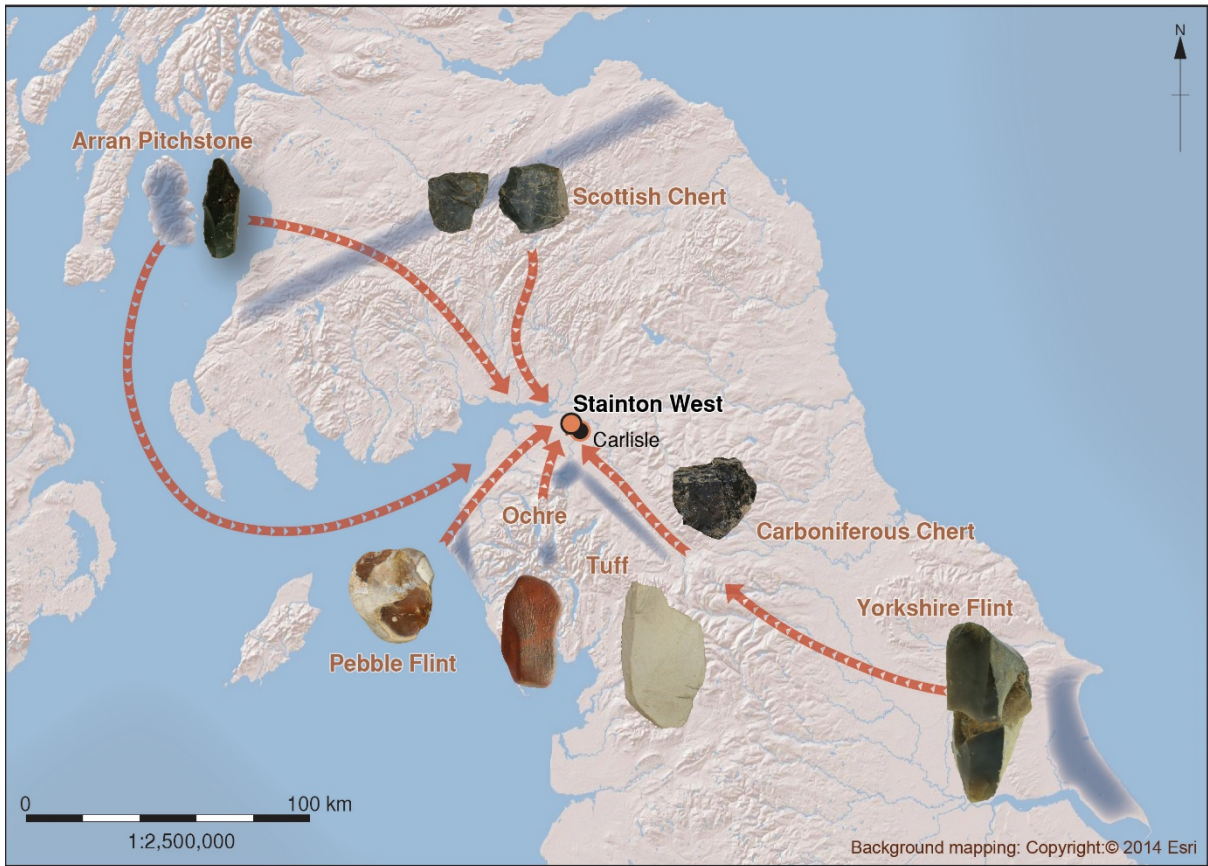 N
Arran Pitchstone
Scottish Chert
Stainton West
Carlisle
Ochre
Carboniferous Chert
Tuff
Yorkshire Flint
Pebble Flint
0 100 km
1:2,500,000
Background mapping: Copyright:© 2014 Esri